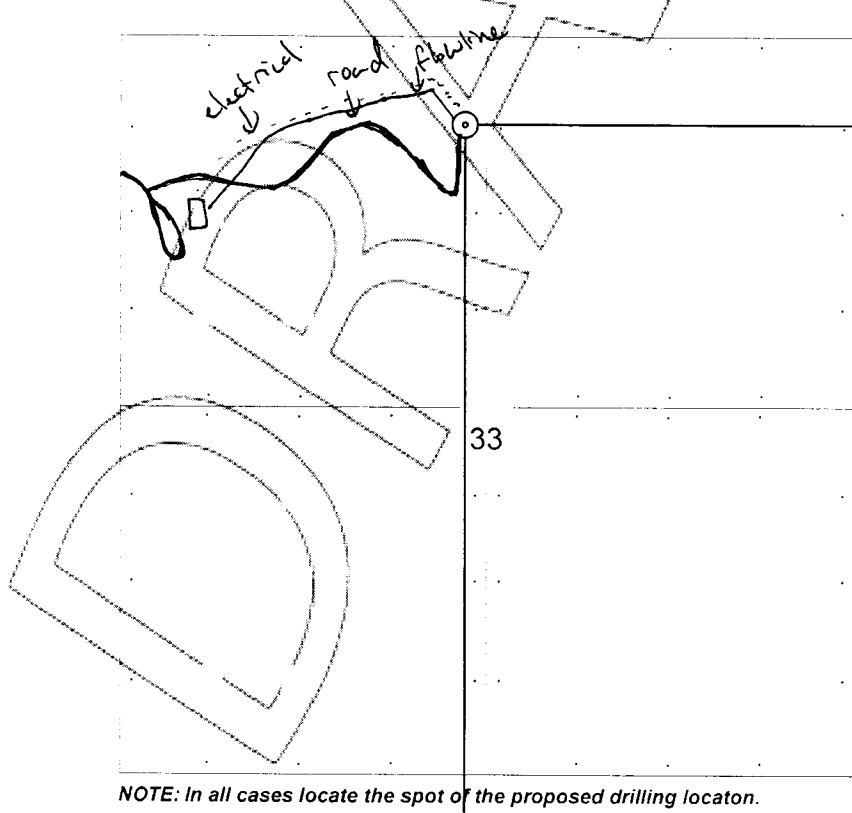 electrical
road
flowline
33
NOTE: In all cases locate the spot of the proposed drilling locaton.